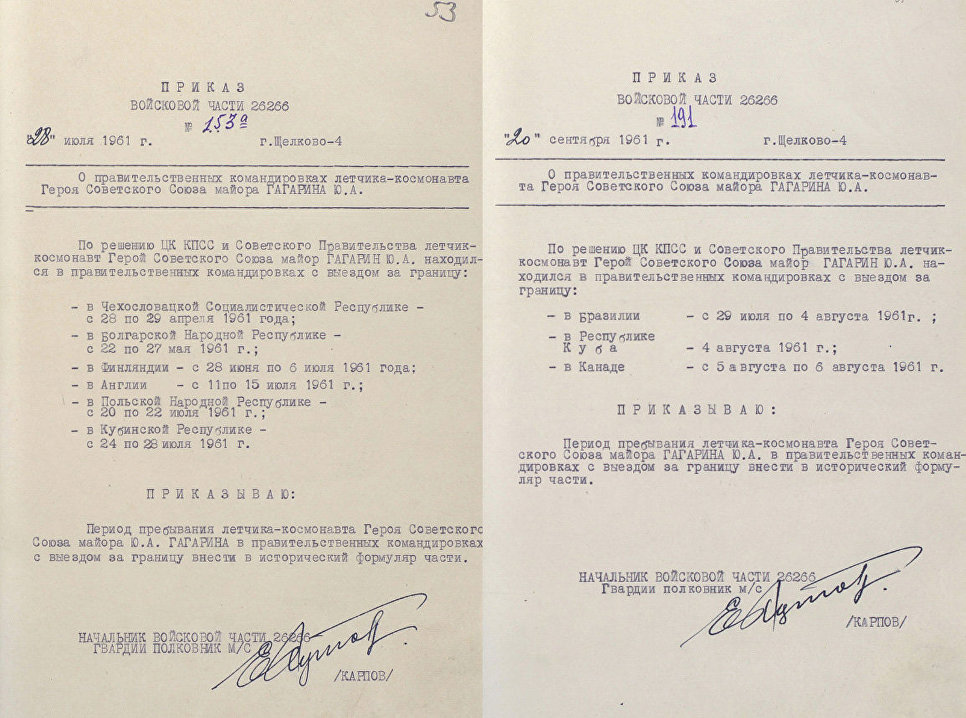 53
П Р И К А З
ВОЙСКОВОЙ ЧАСТИ 26266
№ 153а
"28" июля 1961 г. г.Щелково-4
О правительственных командировках летчика-космонавта
Героя Советского Союза майора ГАГАРИНА Ю.А.
По решению ЦК КПСС и Советского Правительства летчик-
космонавт Герой Советского Союза майор ГАГАРИН Ю.А. находил-
ся в правительственных командировках с выездом за границу:
- в Чехословацкой Социалистической Республике -
с 28 по 29 апреля 1961 года;
- в Болгарской Народной Республике -
с 22 по 27 мая 1961 г.;
- в Финляндии - с 28 июня по 6 июля 1961 года;
- в Англии - с 11по 15 июля 1961 г.;
- в Польской Народной Республике -
с 20 по 22 июля 1961 г.;
- в Кубинской Республике -
с 24 по 28 июля 1961 г.
П Р И К А З Ы В А Ю:
Период пребывания летчика-космонавта Героя Советского
Союза майора Ю.А. ГАГАРИНА в правительственных командировках
с выездом за границу внести в исторический формуляр части.
НАЧАЛЬНИК ВОЙСКОВОЙ ЧАСТИ 26266
ГВАРДИИ ПОЛКОВНИК М/С
/КАРПОВ/
П Р И К А З
ВОЙСКОВОЙ ЧАСТИ 26266
№ 191
"20" сентября 1961 г. г.Щелково-4
О правительственных командировках летчика-космонав-
та Героя Советского Союза майора ГАГАРИНА Ю.А.
По решению ЦК КПСС и Советского Правительства летчик-
космонавт Герой Советского Союза майор ГАГАРИН Ю.А. на-
ходился в правительственных командировках с выездом за
границу:
- в Бразилии - с 29 июля по 4 августа 1961г. ;
- в Республике
К у б а - 4 августа 1961 г.;
- в Канаде - с 5 августа по 6 августа 1961 г.
П Р И К А З Ы В А Ю :
Период пребывания летчика-космонавта Героя Совет-
ского Союза майора ГАГАРИНА Ю.А. в правительственных коман-
дировках с выездом за границу внести в исторический форму-
ляр части.
НАЧАЛЬНИК ВОЙСКОВОЙ ЧАСТИ 26266
Гвардии полковник м/с
/КАРПОВ/